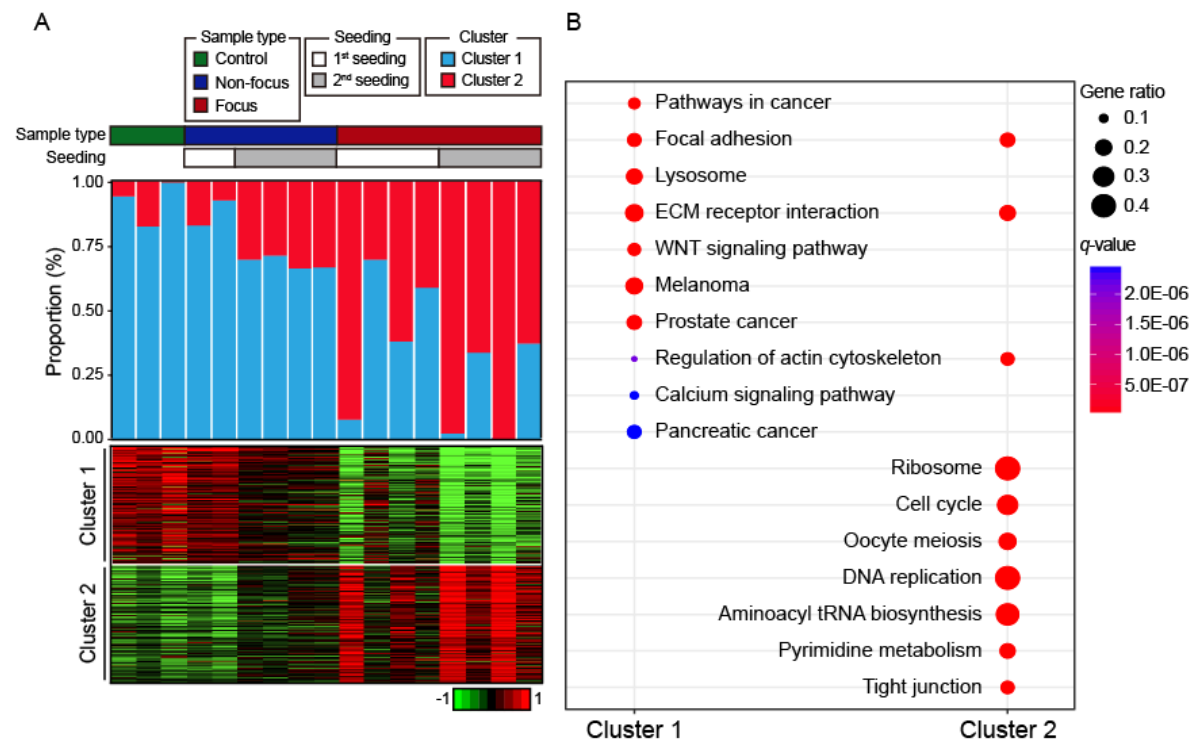 A
Sample type
Control
Non-focus
Focus
Seeding
1st seeding
2nd seeding
Cluster
Cluster 1
Cluster 2
Sample type
Seeding
Proportion (%)
1.00
0.75
0.50
0.25
0.00
Cluster 1
Cluster 2
-1
1
B
Pathways in cancer
Focal adhesion
Lysosome
ECM receptor interaction
WNT signaling pathway
Melanoma
Prostate cancer
Regulation of actin cytoskeleton
Calcium signaling pathway
Pancreatic cancer
Ribosome
Cell cycle
Oocyte meiosis
DNA replication
Aminoacyl tRNA biosynthesis
Pyrimidine metabolism
Tight junction
Cluster 1
Cluster 2
Gene ratio
0.1
0.2
0.3
0.4
q-value
2.0E-06
1.5E-06
1.0E-06
5.0E-07